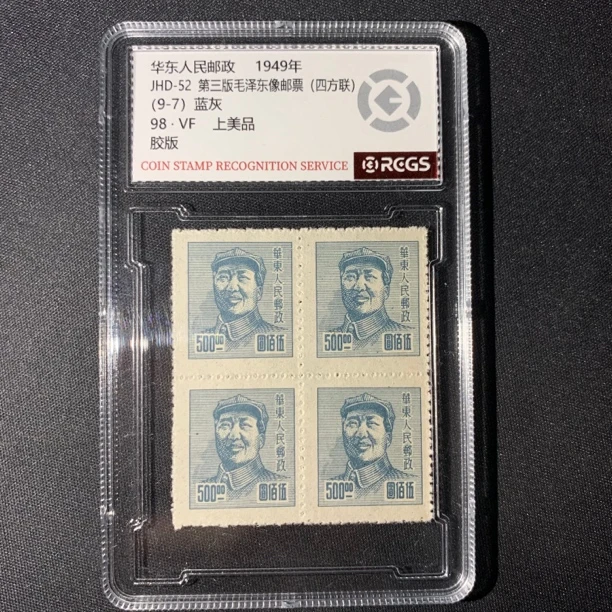 华东人民邮政 1949年
JHD-52 第三版毛泽东像邮票（四方联）
（9-7）蓝灰
98·VF 上美品
胶版
COIN STAMP RECOGNITION SERVICE RCGS
華東人民郵政
500.00 圓佰伍
華東人民郵政
500.00 圓佰伍
華東人民郵政
500.00 圓佰伍
華東人民郵政
500.00 圓佰伍